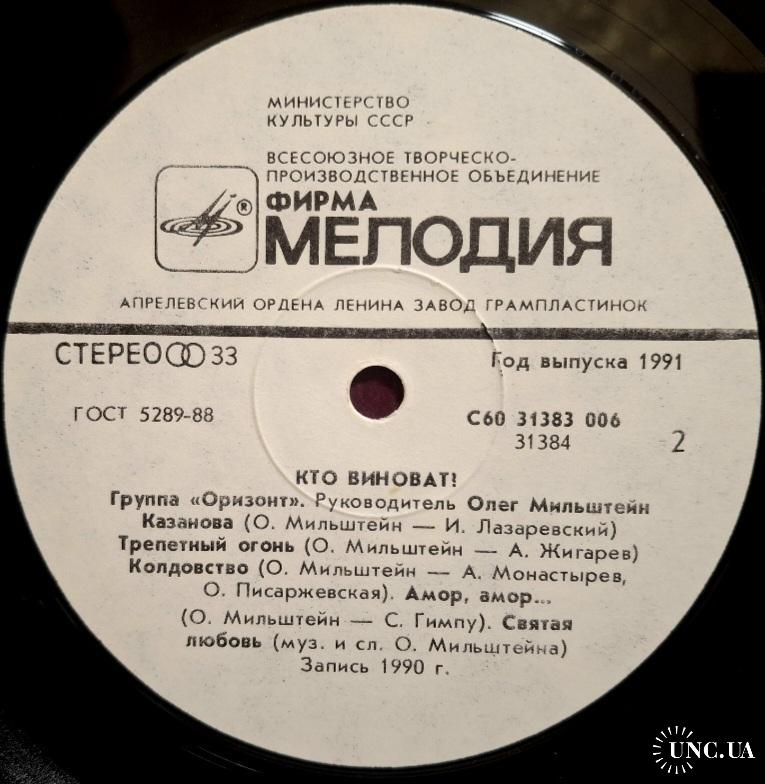 МИНИСТЕРСТВО
КУЛЬТУРЫ СССР
ВСЕСОЮЗНОЕ ТВОРЧЕСКО-
ПРОИЗВОДСТВЕННОЕ ОБЪЕДИНЕНИЕ
ФИРМА
®
МЕЛОДИЯ
АПРЕЛЕВСКИЙ ОРДЕНА ЛЕНИНА ЗАВОД ГРАМПЛАСТИНОК
СТЕРЕО 33
Год выпуска 1991
ГОСТ 5289-88
С60 31383 006
31384
2
КТО ВИНОВАТ?
Группа «Оризонт». Руководитель Олег Мильштейн
Казанова (О. Мильштейн — И. Лазаревский)
Трепетный огонь (О. Мильштейн — А. Жигарев)
Колдовство (О. Мильштейн — А. Монастырев,
О. Писаржевская). Амор, амор...
(О. Мильштейн — С. Гимпу). Святая
любовь (муз. и сл. О. Мильштейна)
Запись 1990 г.
UNC.UA